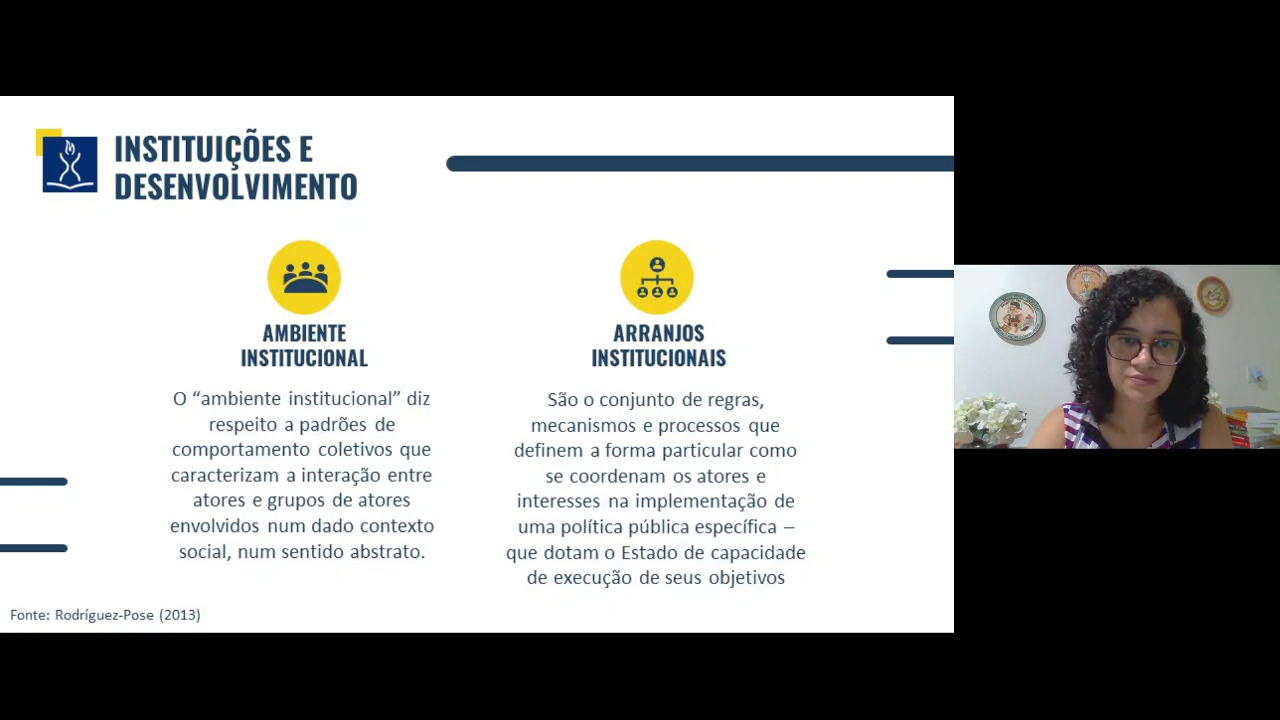 INSTITUIÇÕES E
DESENVOLVIMENTO
AMBIENTE
INSTITUCIONAL
O “ambiente institucional” diz
respeito a padrões de
comportamento coletivos que
caracterizam a interação entre
atores e grupos de atores
envolvidos num dado contexto
social, num sentido abstrato.
ARRANJOS
INSTITUCIONAIS
São o conjunto de regras,
mecanismos e processos que
definem a forma particular como
se coordenam os atores e
interesses na implementação de
uma política pública específica –
que dotam o Estado de capacidade
de execução de seus objetivos
Fonte: Rodríguez-Pose (2013)